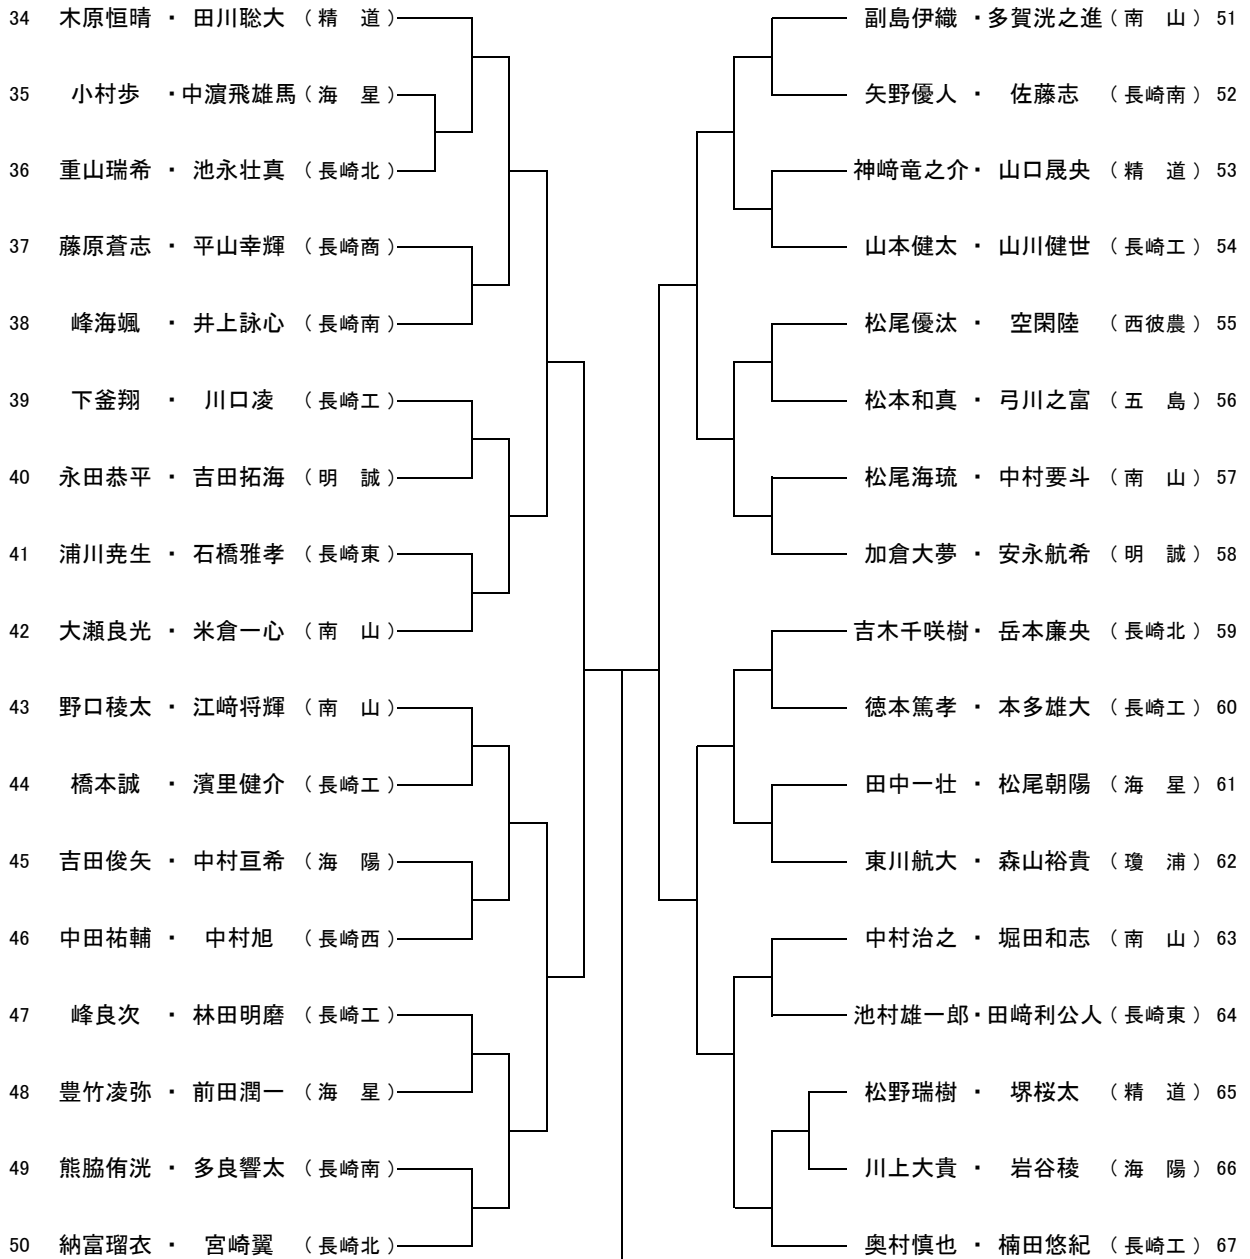 34 木原恒晴 ・ 田川聡大 （ 精　道 ）
35 小村歩 ・ 中濵飛雄馬 （ 海　星 ）
36 重山瑞希 ・ 池永壮真 （ 長崎北 ）
37 藤原蒼志 ・ 平山幸輝 （ 長崎商 ）
38 峰海颯 ・ 井上詠心 （ 長崎南 ）
39 下釜翔 ・ 川口凌 （ 長崎工 ）
40 永田恭平 ・ 吉田拓海 （ 明　誠 ）
41 浦川尭生 ・ 石橋雅孝 （ 長崎東 ）
42 大瀬良光 ・ 米倉一心 （ 南　山 ）
43 野口稜太 ・ 江﨑将輝 （ 南　山 ）
44 橋本誠 ・ 濱里健介 （ 長崎工 ）
45 吉田俊矢 ・ 中村亘希 （ 海　陽 ）
46 中田祐輔 ・ 中村旭 （ 長崎西 ）
47 峰良次 ・ 林田明磨 （ 長崎工 ）
48 豊竹凌弥 ・ 前田潤一 （ 海　星 ）
49 熊脇侑洸 ・ 多良響太 （ 長崎南 ）
50 納富瑠衣 ・ 宮崎翼 （ 長崎北 ）
副島伊織 ・ 多賀洸之進 （ 南　山 ） 51
矢野優人 ・ 佐藤志 （ 長崎南 ） 52
神﨑竜之介 ・ 山口晟央 （ 精　道 ） 53
山本健太 ・ 山川健世 （ 長崎工 ） 54
松尾優汰 ・ 空閑陸 （ 西彼農 ） 55
松本和真 ・ 弓川之富 （ 五　島 ） 56
松尾海琉 ・ 中村要斗 （ 南　山 ） 57
加倉大夢 ・ 安永航希 （ 明　誠 ） 58
吉木千咲樹 ・ 岳本廉央 （ 長崎北 ） 59
徳本篤孝 ・ 本多雄大 （ 長崎工 ） 60
田中一壮 ・ 松尾朝陽 （ 海　星 ） 61
東川航大 ・ 森山裕貴 （ 瓊　浦 ） 62
中村治之 ・ 堀田和志 （ 南　山 ） 63
池村雄一郎 ・ 田﨑利公人 （ 長崎東 ） 64
松野瑞樹 ・ 堺桜太 （ 精　道 ） 65
川上大貴 ・ 岩谷稜 （ 海　陽 ） 66
奥村慎也 ・ 楠田悠紀 （ 長崎工 ） 67